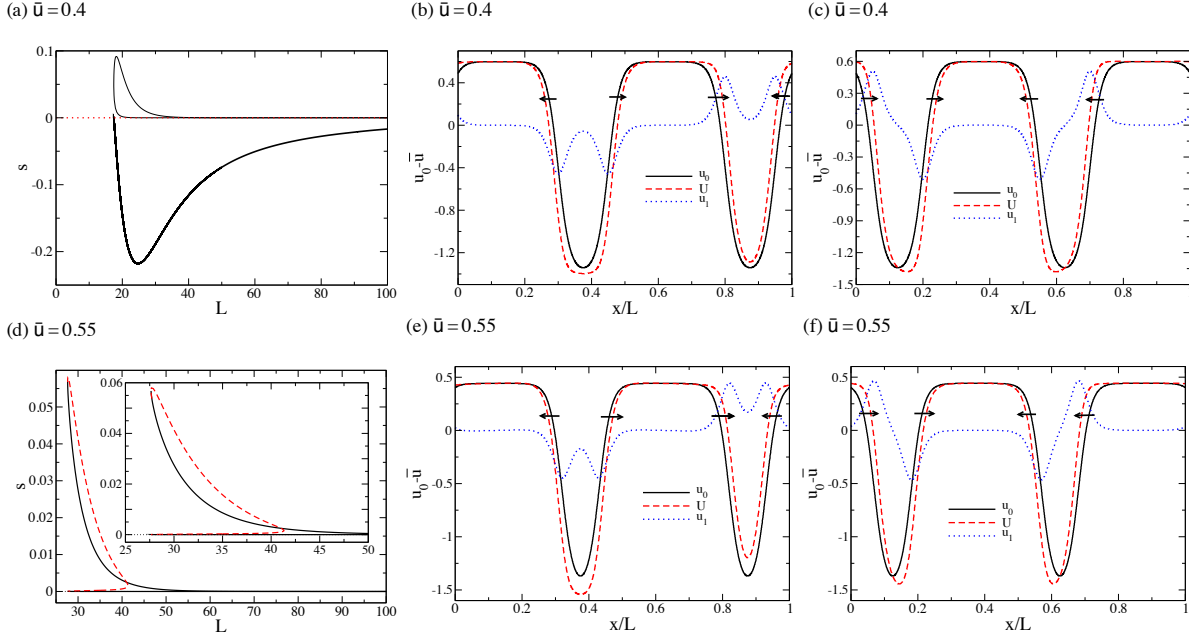 (a) ū=0.4
0.1
0
-0.1
-0.2
s
0 20 40 60 80 100
L
(b) ū=0.4
0.4
0
-0.4
-0.8
-1.2
u₀-ū
u₀
U
u₁
0 0.2 0.4 0.6 0.8 1
x/L
(c) ū=0.4
0.6
0.3
0
-0.3
-0.6
-0.9
-1.2
-1.5
u₀-ū
u₀
U
u₁
0 0.2 0.4 0.6 0.8
x/L
(d) ū=0.55
0.05
0.04
0.03
0.02
0.01
0
s
30 40 50 60 70 80 90 100
L
0.06
0.04
0.02
0
25 30 35 40 45 50
(e) ū=0.55
0.5
0
-0.5
-1
-1.5
u₀-ū
u₀
U
u₁
0 0.2 0.4 0.6 0.8 1
x/L
(f) ū=0.55
0.5
0
-0.5
-1
-1.5
u₀-ū
u₀
U
u₁
0 0.2 0.4 0.6 0.8 1
x/L